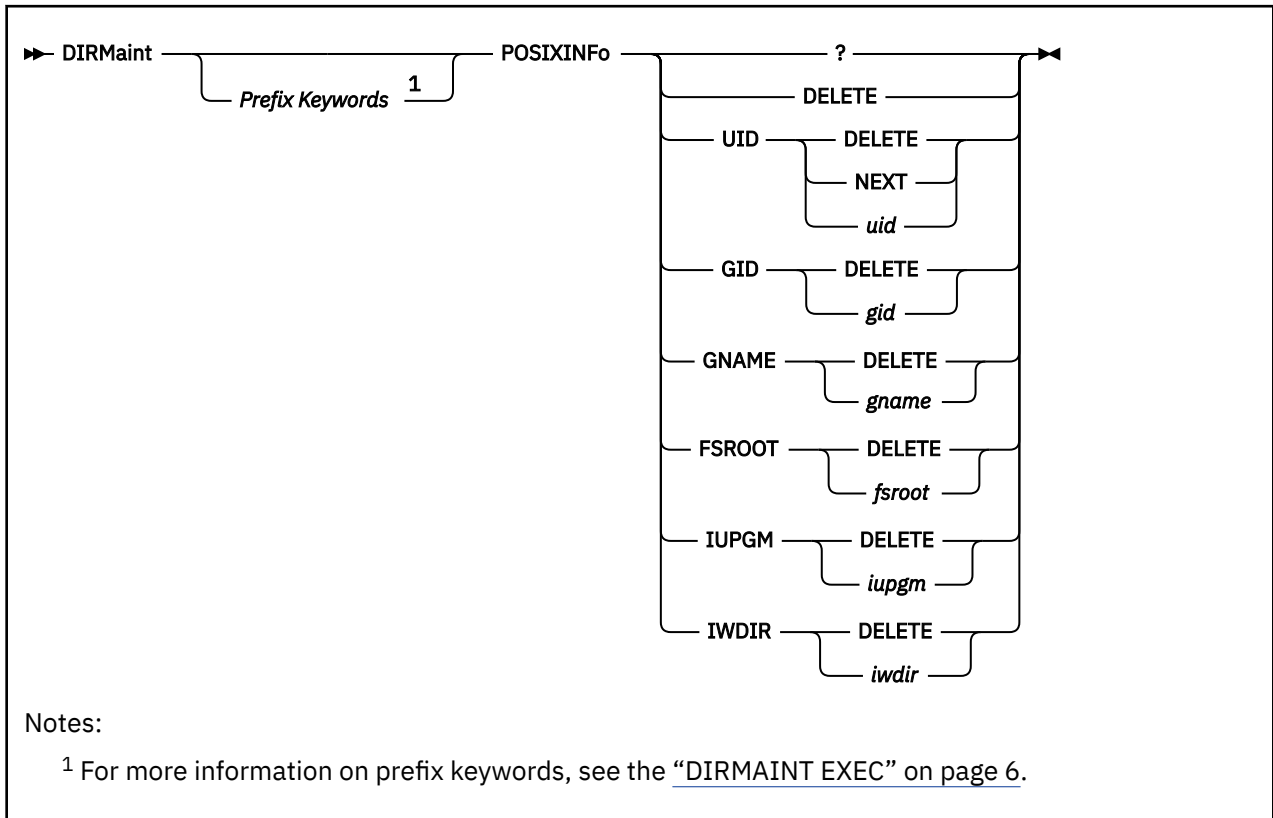 DIRMaint POSIXINFo ?
Prefix Keywords 1
DELETE
UID DELETE
NEXT
uid
GID DELETE
gid
GNAME DELETE
gname
FSROOT DELETE
fsroot
IUPGM DELETE
iupgm
IWDIR DELETE
iwdir
Notes:
1 For more information on prefix keywords, see the “DIRMAINT EXEC” on page 6.